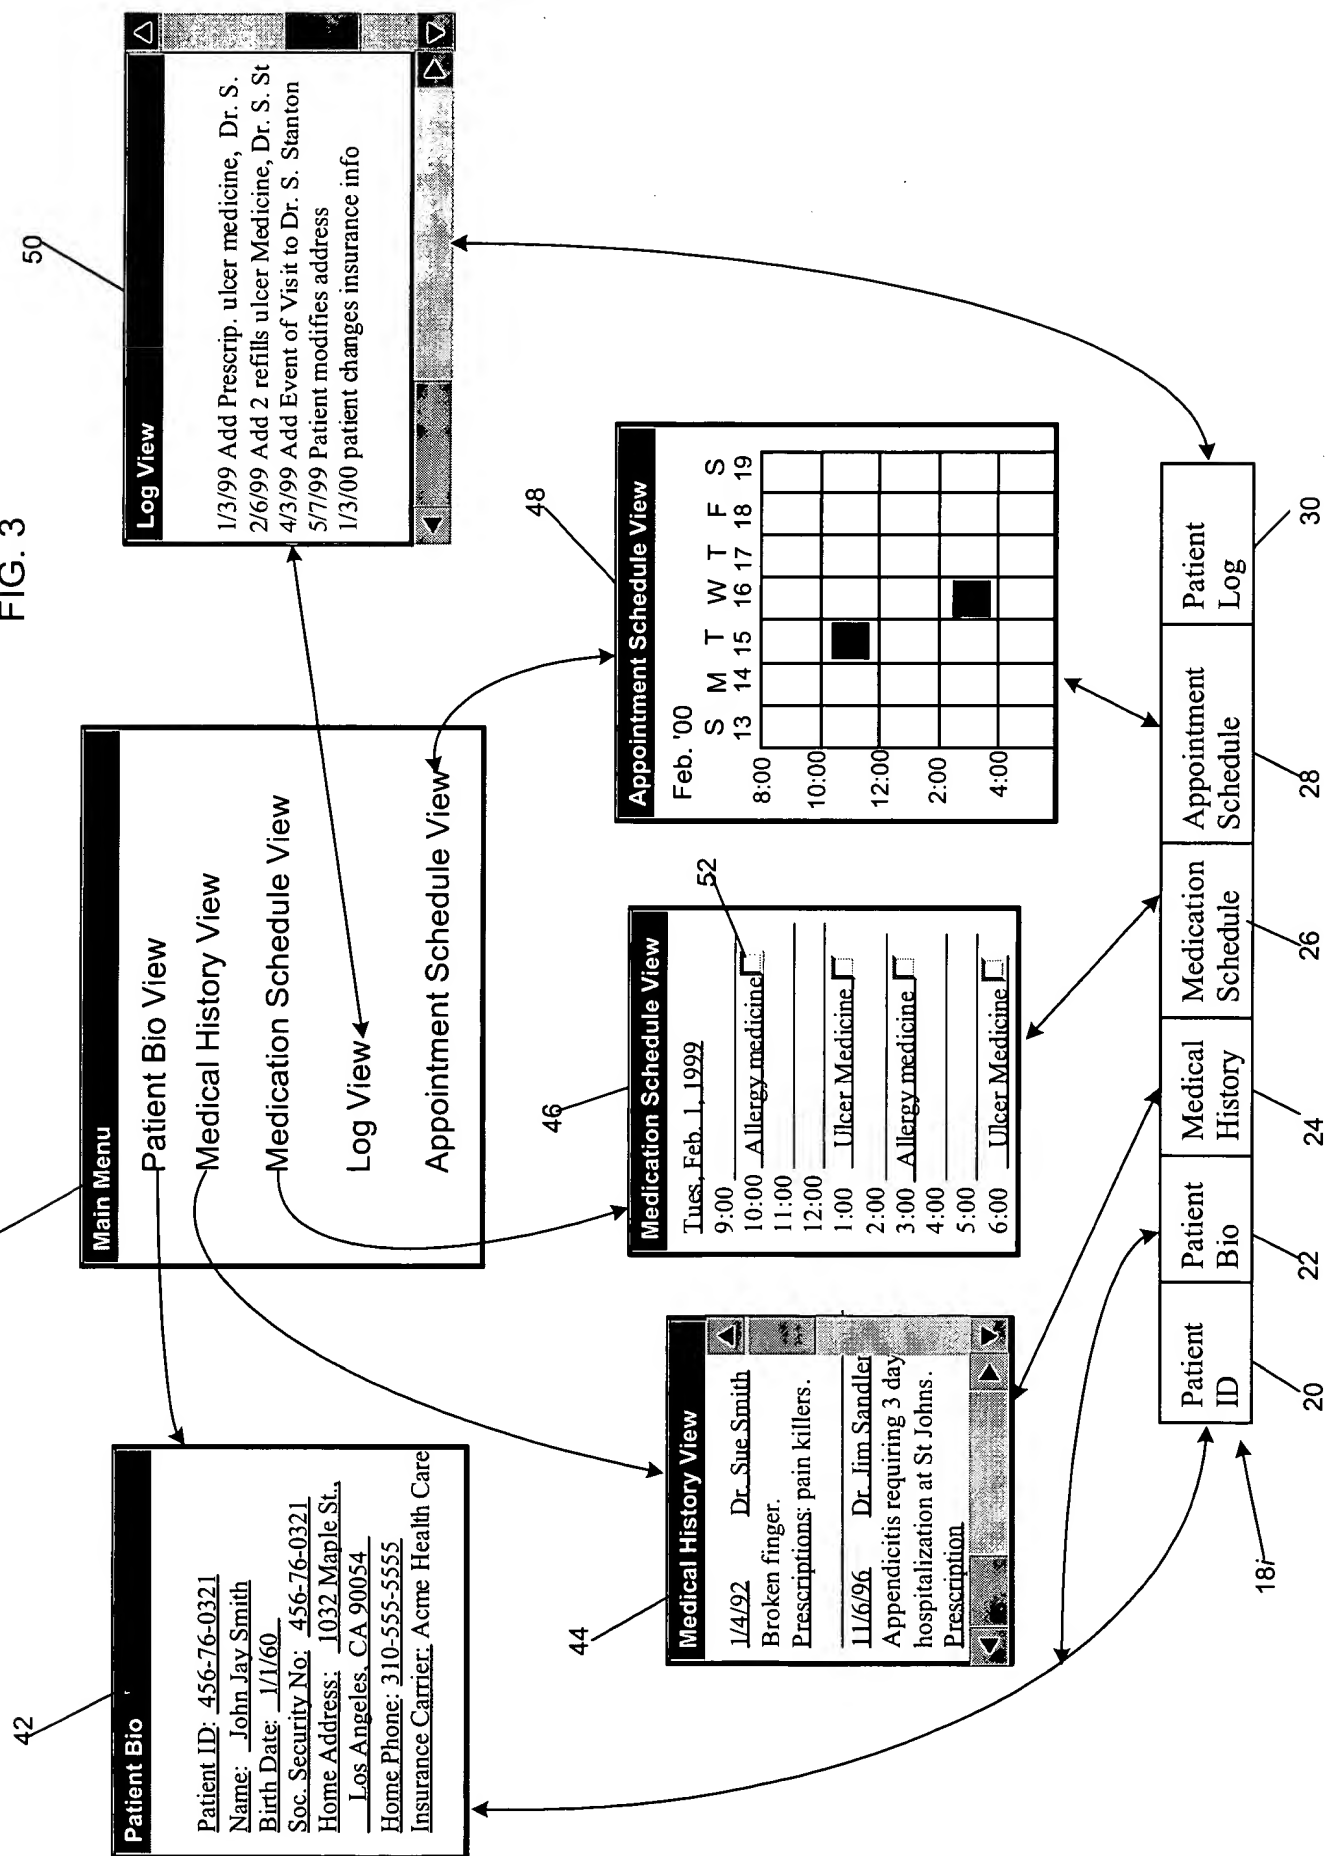 FIG. 3
42
Patient Bio
Patient ID: 456-76-0321
Name: John Jay Smith
Birth Date: 1/1/60
Soc. Security No: 456-76-0321
Home Address: 1032 Maple St.,
Los Angeles, CA 90054
Home Phone: 310-555-5555
Insurance Carrier: Acme Health Care
Main Menu
Patient Bio View
Medical History View
Medication Schedule View
Log View
Appointment Schedule View
50
Log View
1/3/99 Add Prescrip. ulcer medicine, Dr. S.
2/6/99 Add 2 refills ulcer Medicine, Dr. S. St
4/3/99 Add Event of Visit to Dr. S. Stanton
5/7/99 Patient modifies address
1/3/00 patient changes insurance info
44
Medical History View
1/4/92 Dr. Sue Smith
Broken finger.
Prescriptions: pain killers.
11/6/96 Dr. Jim Sandler
Appendicitis requiring 3 day
hospitalization at St Johns.
Prescription
46
Medication Schedule View
52
Tues, Feb. 1, 1999
9:00
10:00 Allergy medicine
11:00
12:00
1:00 Ulcer Medicine
2:00
3:00 Allergy medicine
4:00
5:00
6:00 Ulcer Medicine
48
Appointment Schedule View
Feb. '00
S M T W T F S
13 14 15 16 17 18 19
8:00
10:00
12:00
2:00
4:00
Patient ID
Patient Bio
Medical History
Medication Schedule
Appointment Schedule
Patient Log
18i
20
22
24
26
28
30